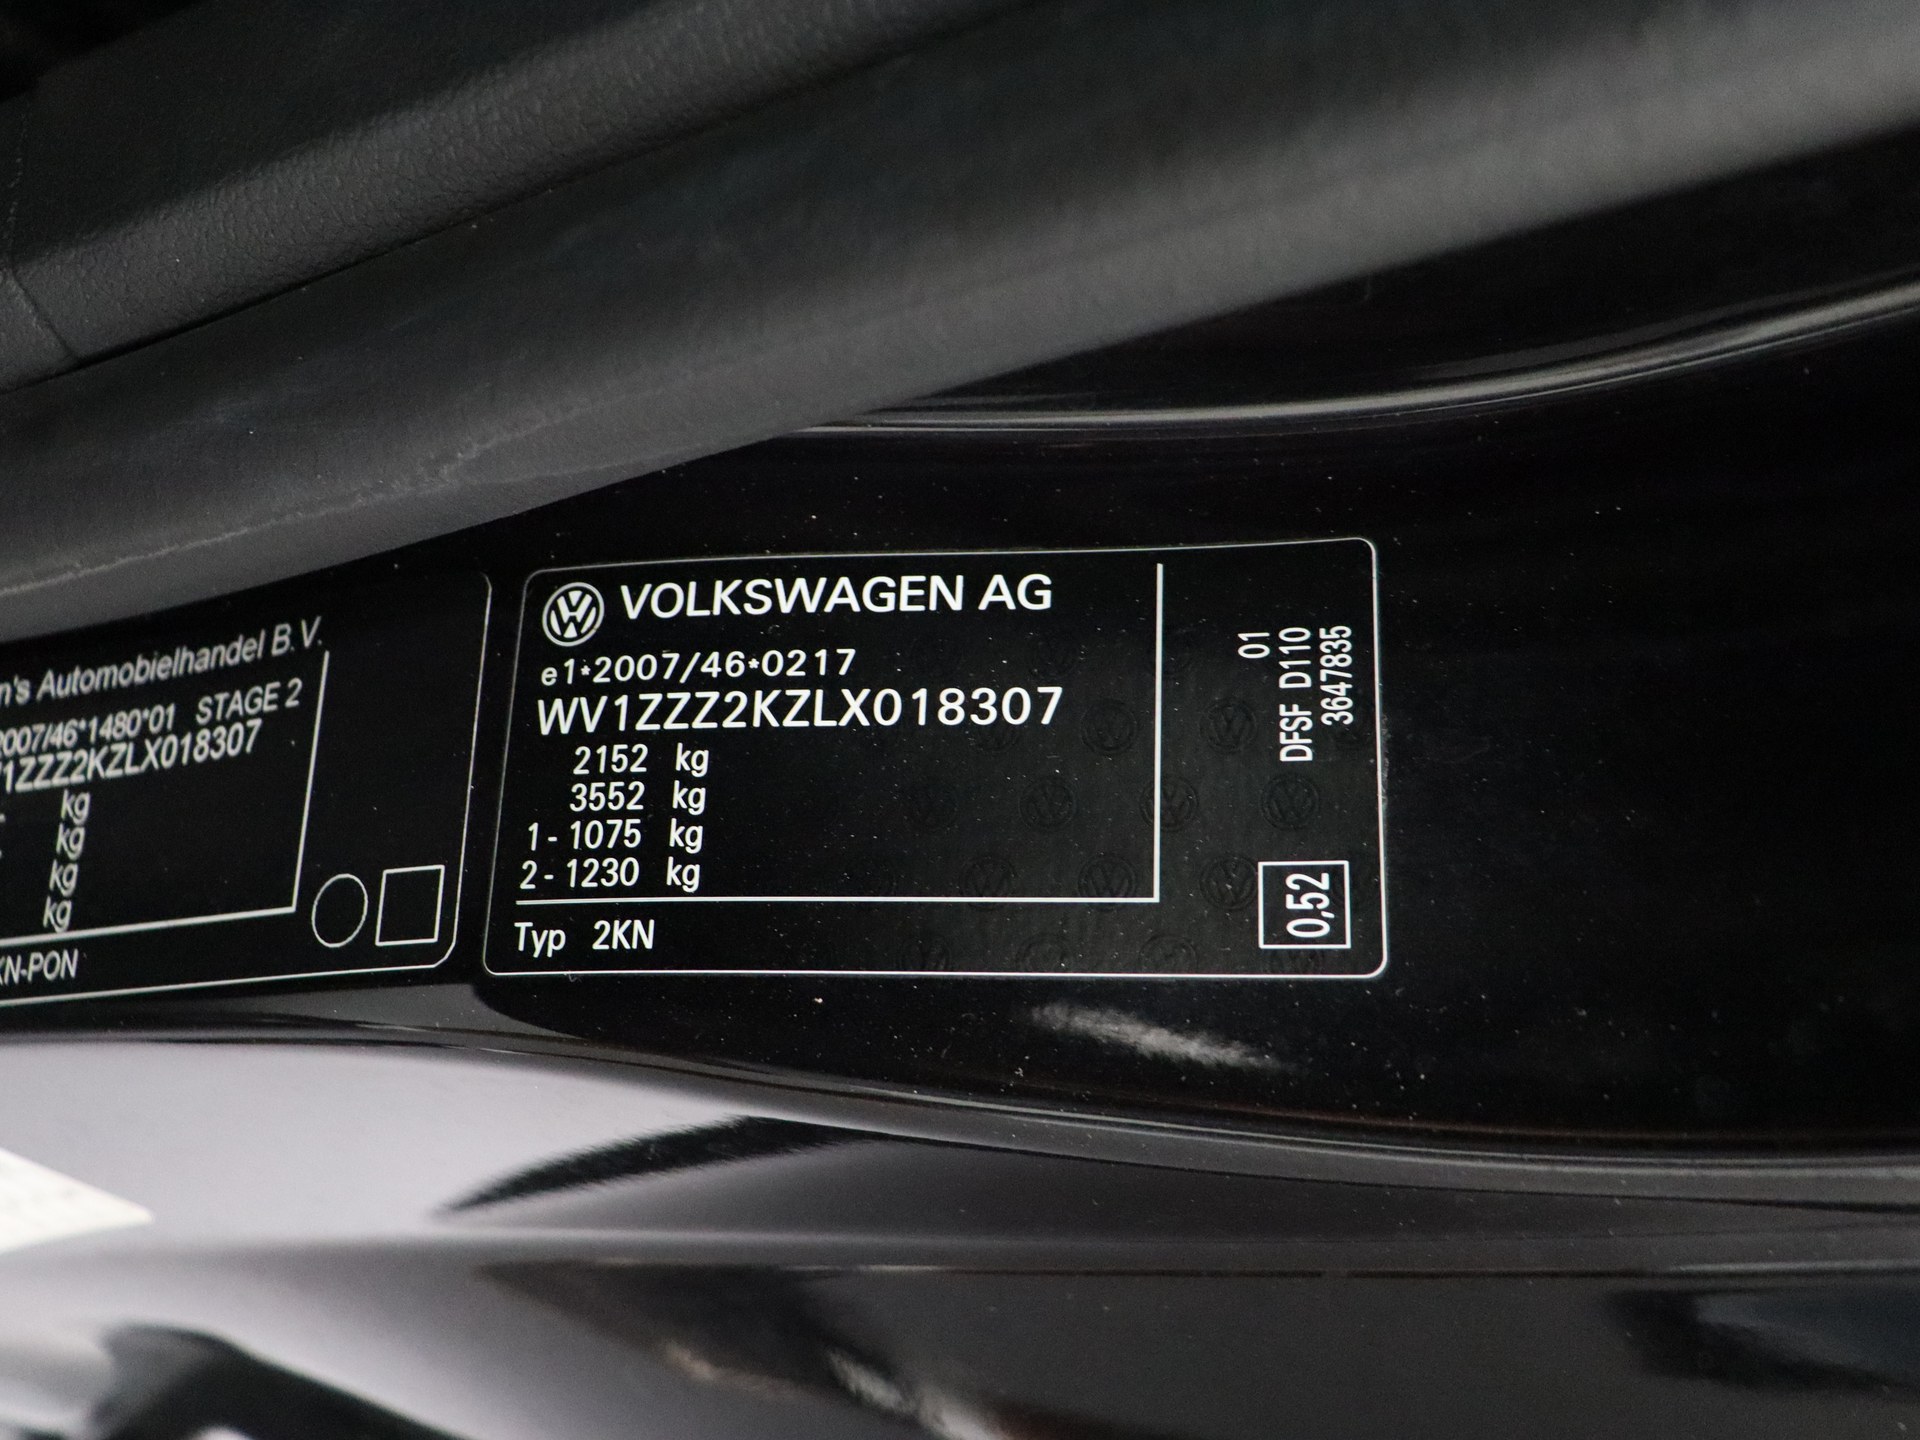 n's Automobielhandel B.V.
2007/46*1480*01 STAGE 2
1ZZZ2KZLX018307
kg
kg
kg
kg
KN-PON
VOLKSWAGEN AG
e1*2007/46*0217
WV1ZZZ2KZLX018307
2152 kg
3552 kg
1- 1075 kg
2- 1230 kg
Typ 2KN
01
DFSF D110
3647835
0,52